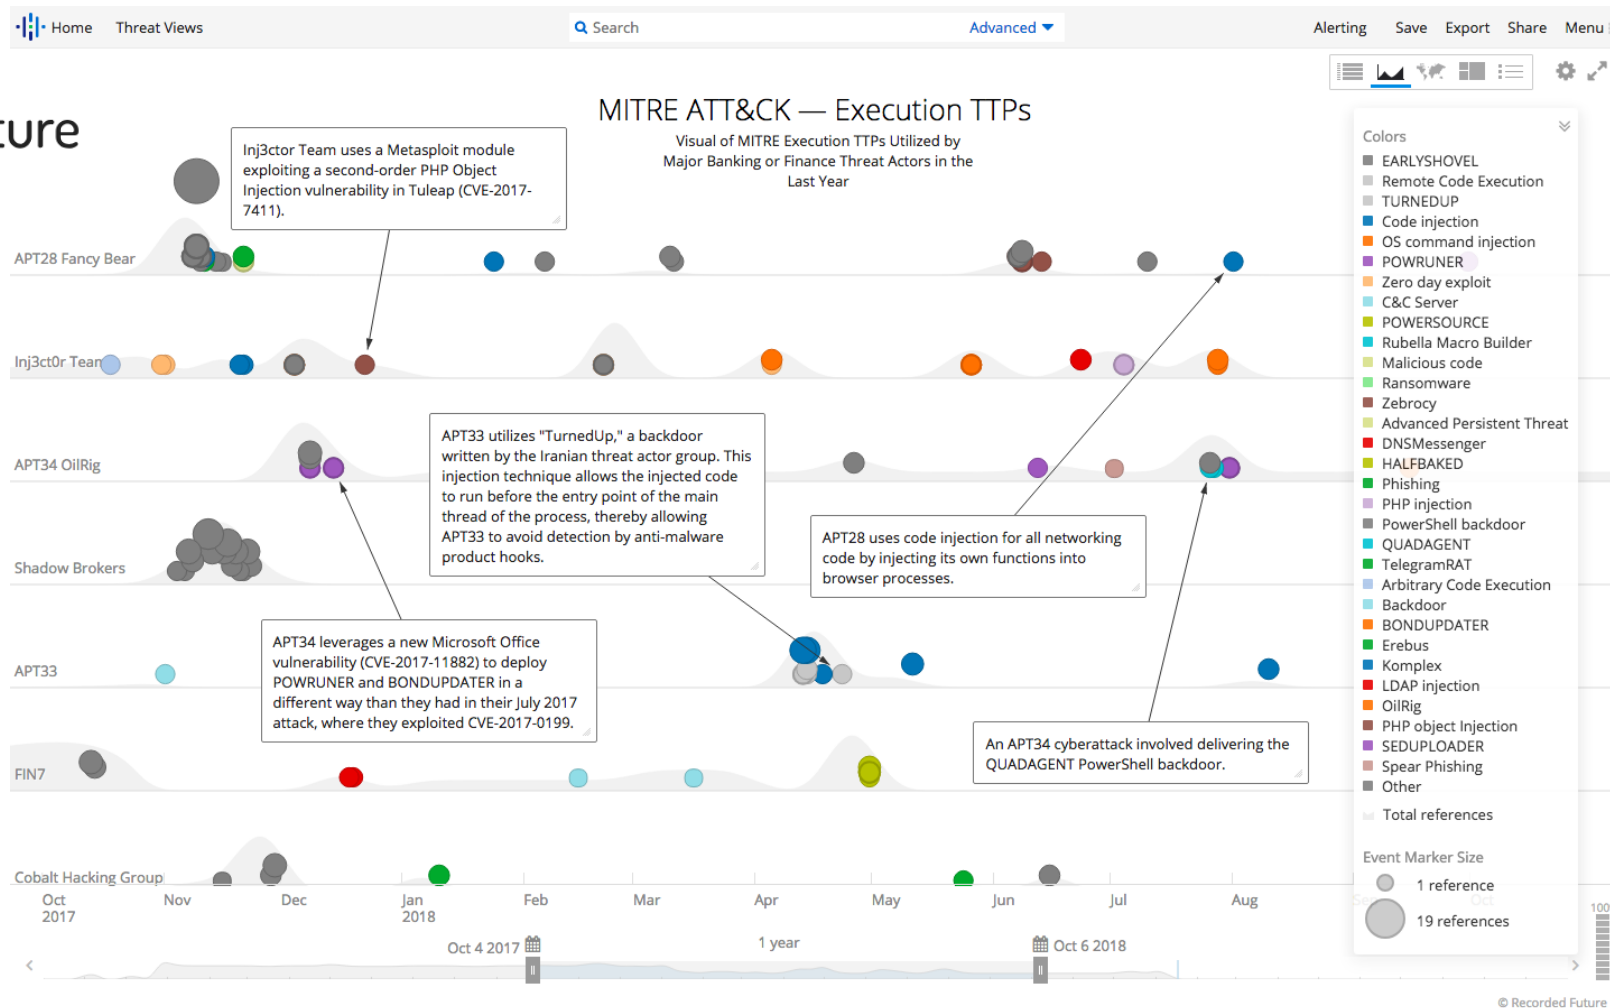 Home Threat Views Search Advanced Alerting Save Export Share Menu
ture
MITRE ATT&CK — Execution TTPs
Visual of MITRE Execution TTPs Utilized by
Major Banking or Finance Threat Actors in the
Last Year
Inj3ctor Team uses a Metasploit module
exploiting a second-order PHP Object
Injection vulnerability in Tuleap (CVE-2017-
7411).
APT28 Fancy Bear
Inj3ct0r Team
APT34 OilRig
Shadow Brokers
APT33
FIN7
Cobalt Hacking Group
APT33 utilizes "TurnedUp," a backdoor
written by the Iranian threat actor group. This
injection technique allows the injected code
to run before the entry point of the main
thread of the process, thereby allowing
APT33 to avoid detection by anti-malware
product hooks.
APT28 uses code injection for all networking
code by injecting its own functions into
browser processes.
APT34 leverages a new Microsoft Office
vulnerability (CVE-2017-11882) to deploy
POWRUNER and BONDUPDATER in a
different way than they had in their July 2017
attack, where they exploited CVE-2017-0199.
An APT34 cyberattack involved delivering the
QUADAGENT PowerShell backdoor.
Colors
EARLYSHOVEL
Remote Code Execution
TURNEDUP
Code injection
OS command injection
POWRUNER
Zero day exploit
C&C Server
POWERSOURCE
Rubella Macro Builder
Malicious code
Ransomware
Zebrocy
Advanced Persistent Threat
DNSMessenger
HALFBAKED
Phishing
PHP injection
PowerShell backdoor
QUADAGENT
TelegramRAT
Arbitrary Code Execution
Backdoor
BONDUPDATER
Erebus
Komplex
LDAP injection
OilRig
PHP object Injection
SEDUPLOADER
Spear Phishing
Other
Total references
Event Marker Size
1 reference
19 references
Oct Nov Dec Jan Feb Mar Apr May Jun Jul Aug Sep Oct
2017 2018
100
Oct 4 2017 1 year Oct 6 2018
© Recorded Future